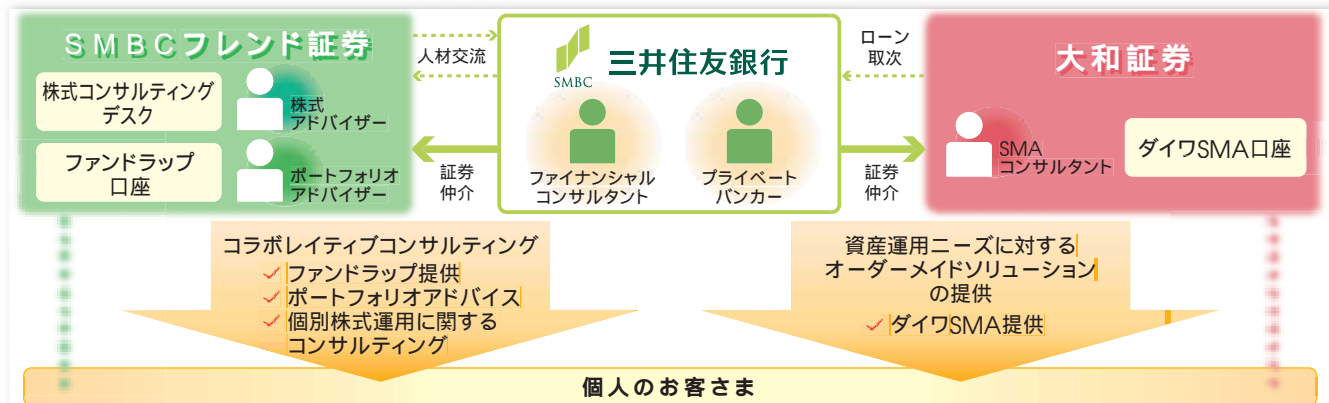 SMBCフレンド証券
株式コンサルティング
デスク
株式
アドバイザー
ファンドラップ
口座
ポートフォリオ
アドバイザー
人材交流
証券
仲介
SMBC
三井住友銀行
ファイナンシャル
コンサルタント
プライベート
バンカー
ローン
取次
証券
仲介
大和証券
SMA
コンサルタント
ダイワSMA口座
コラボレイティブコンサルティング
✓ファンドラップ提供
✓ポートフォリオアドバイス
✓個別株式運用に関する
コンサルティング
資産運用ニーズに対する
オーダーメイドソリューション
の提供
✓ダイワSMA提供
個人のお客さま